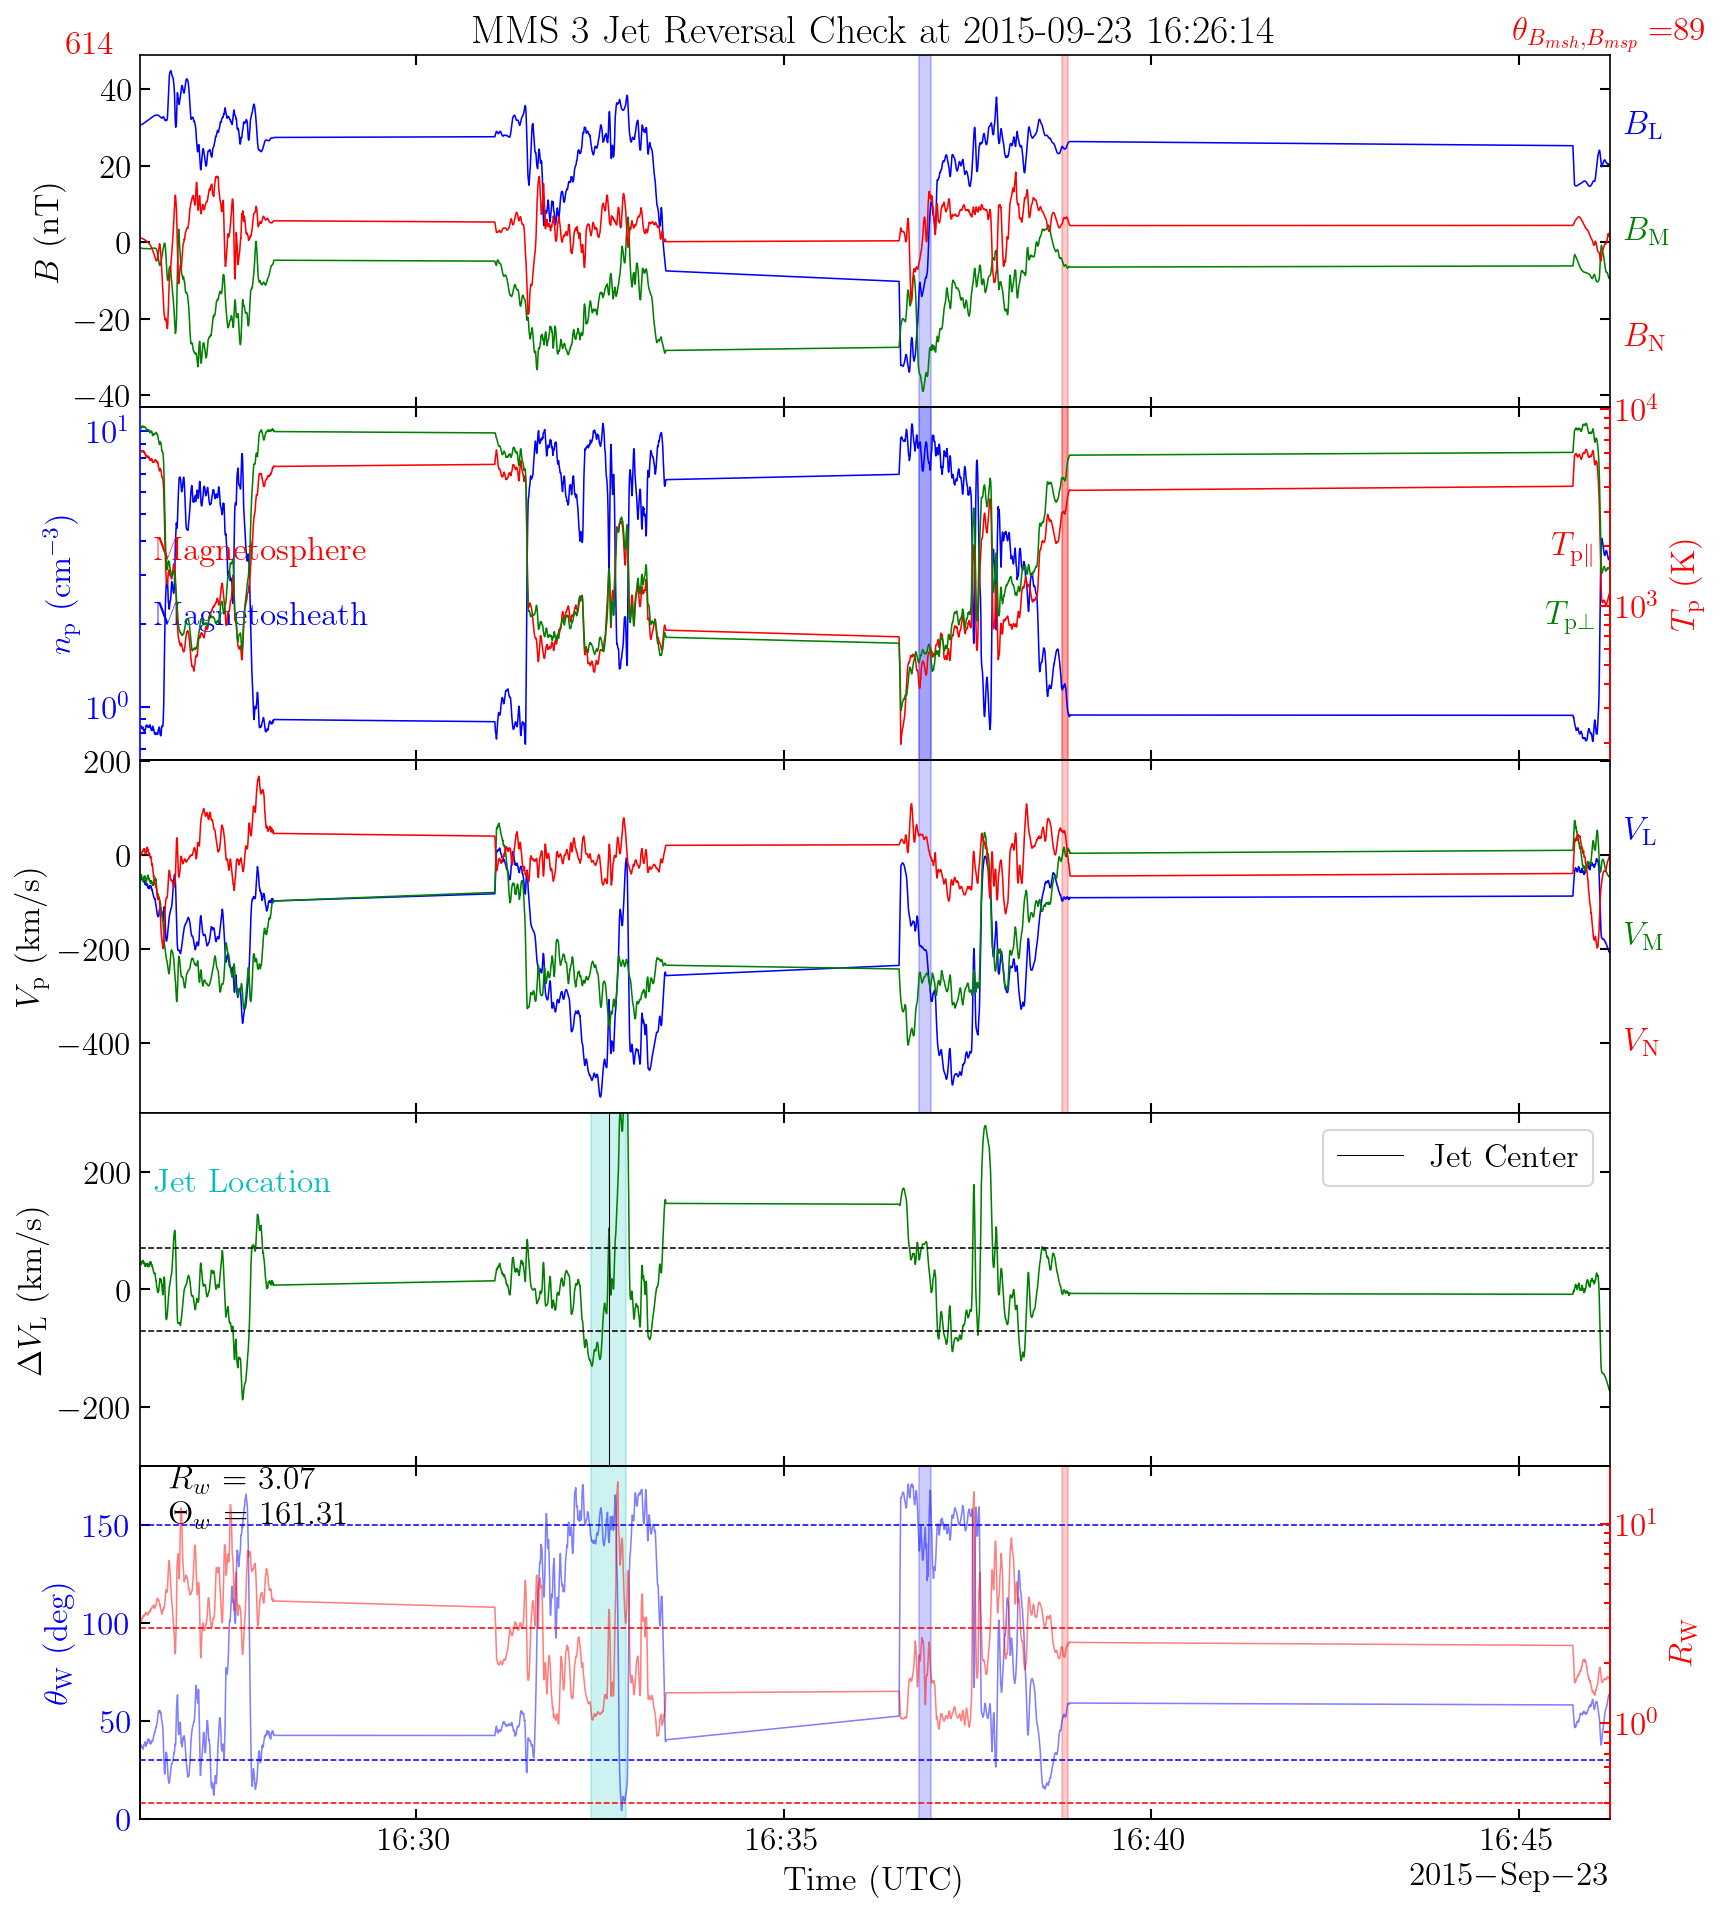 MMS 3 Jet Reversal Check at 2015-09-23 16:26:14
614
θ_{B_{msh},B_{msp}} =89
40
20
0
−20
−40
B (nT)
B_L
B_M
B_N
10^1
10^0
n_p (cm^{−3})
Magnetosphere
Magnetosheath
10^4
10^3
T_{p∥}
T_{p⊥}
T_p (K)
200
0
−200
−400
V_p (km/s)
V_L
V_M
V_N
200
0
−200
ΔV_L (km/s)
Jet Location
Jet Center
R_w = 3.07
Θ_w = 161.31
150
100
50
0
θ_W (deg)
10^1
10^0
R_W
16:30
16:35
16:40
16:45
Time (UTC)
2015−Sep−23